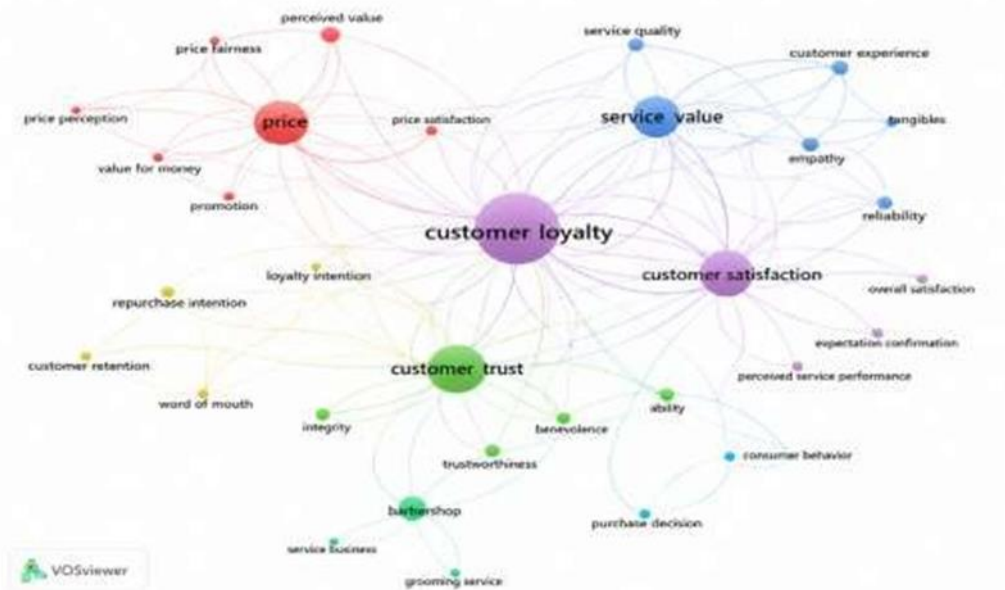 perceived value
price fairness
service quality
customer experience
price perception
price
price satisfaction
service value
tangibles
value for money
empathy
promotion
reliability
customer loyalty
loyalty intention
customer satisfaction
repurchase intention
overall satisfaction
expectation confirmation
customer retention
customer trust
perceived service performance
word of mouth
ability
integrity
benevolence
trustworthiness
consumer behavior
barbershop
purchase decision
service business
grooming service
VOSviewer